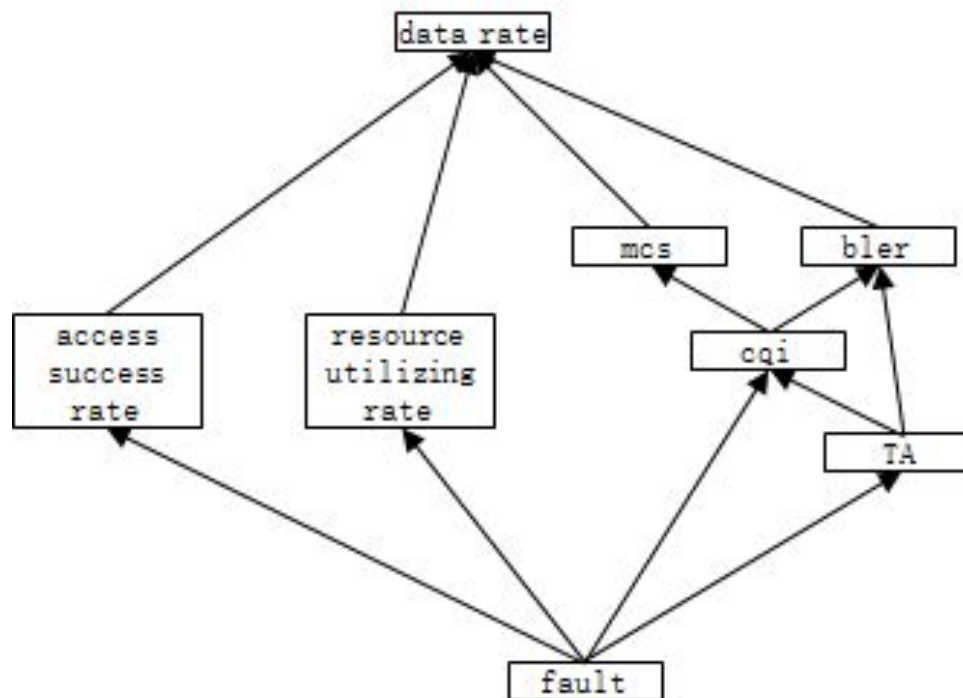 data rate
mcs
bler
access
success
rate
resource
utilizing
rate
cqi
TA
fault